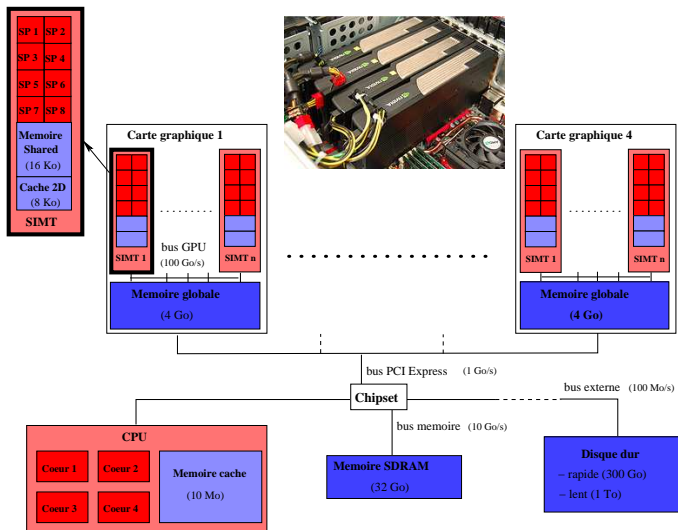 SP 1 SP 2
SP 3 SP 4
SP 5 SP 6
SP 7 SP 8
Memoire
Shared
(16 Ko)
Cache 2D
(8 Ko)
SIMT
Carte graphique 1
SIMT 1
SIMT n
bus GPU
(100 Go/s)
Memoire globale
(4 Go)
Carte graphique 4
SIMT 1
SIMT n
Memoire globale
(4 Go)
bus PCI Express (1 Go/s)
Chipset
bus externe (100 Mo/s)
bus memoire (10 Go/s)
CPU
Coeur 1
Coeur 2
Coeur 3
Coeur 4
Memoire cache
(10 Mo)
Memoire SDRAM
(32 Go)
Disque dur
– rapide (300 Go)
– lent (1 To)
NVIDIA
NVIDIA
NVIDIA
NVIDIA